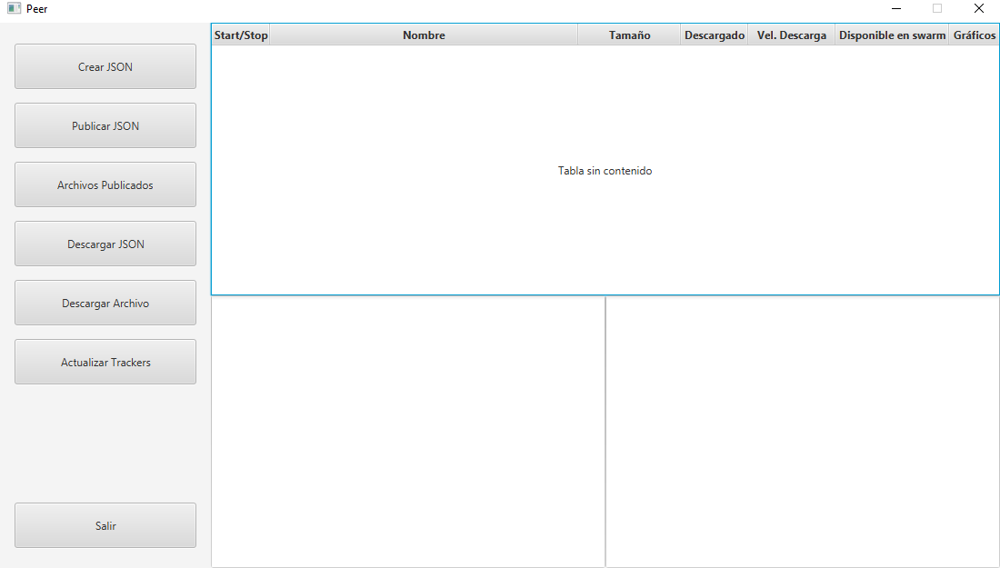 Peer
Crear JSON
Publicar JSON
Archivos Publicados
Descargar JSON
Descargar Archivo
Actualizar Trackers
Salir
Start/Stop Nombre Tamaño Descargado Vel. Descarga Disponible en swarm Gráficos
Tabla sin contenido